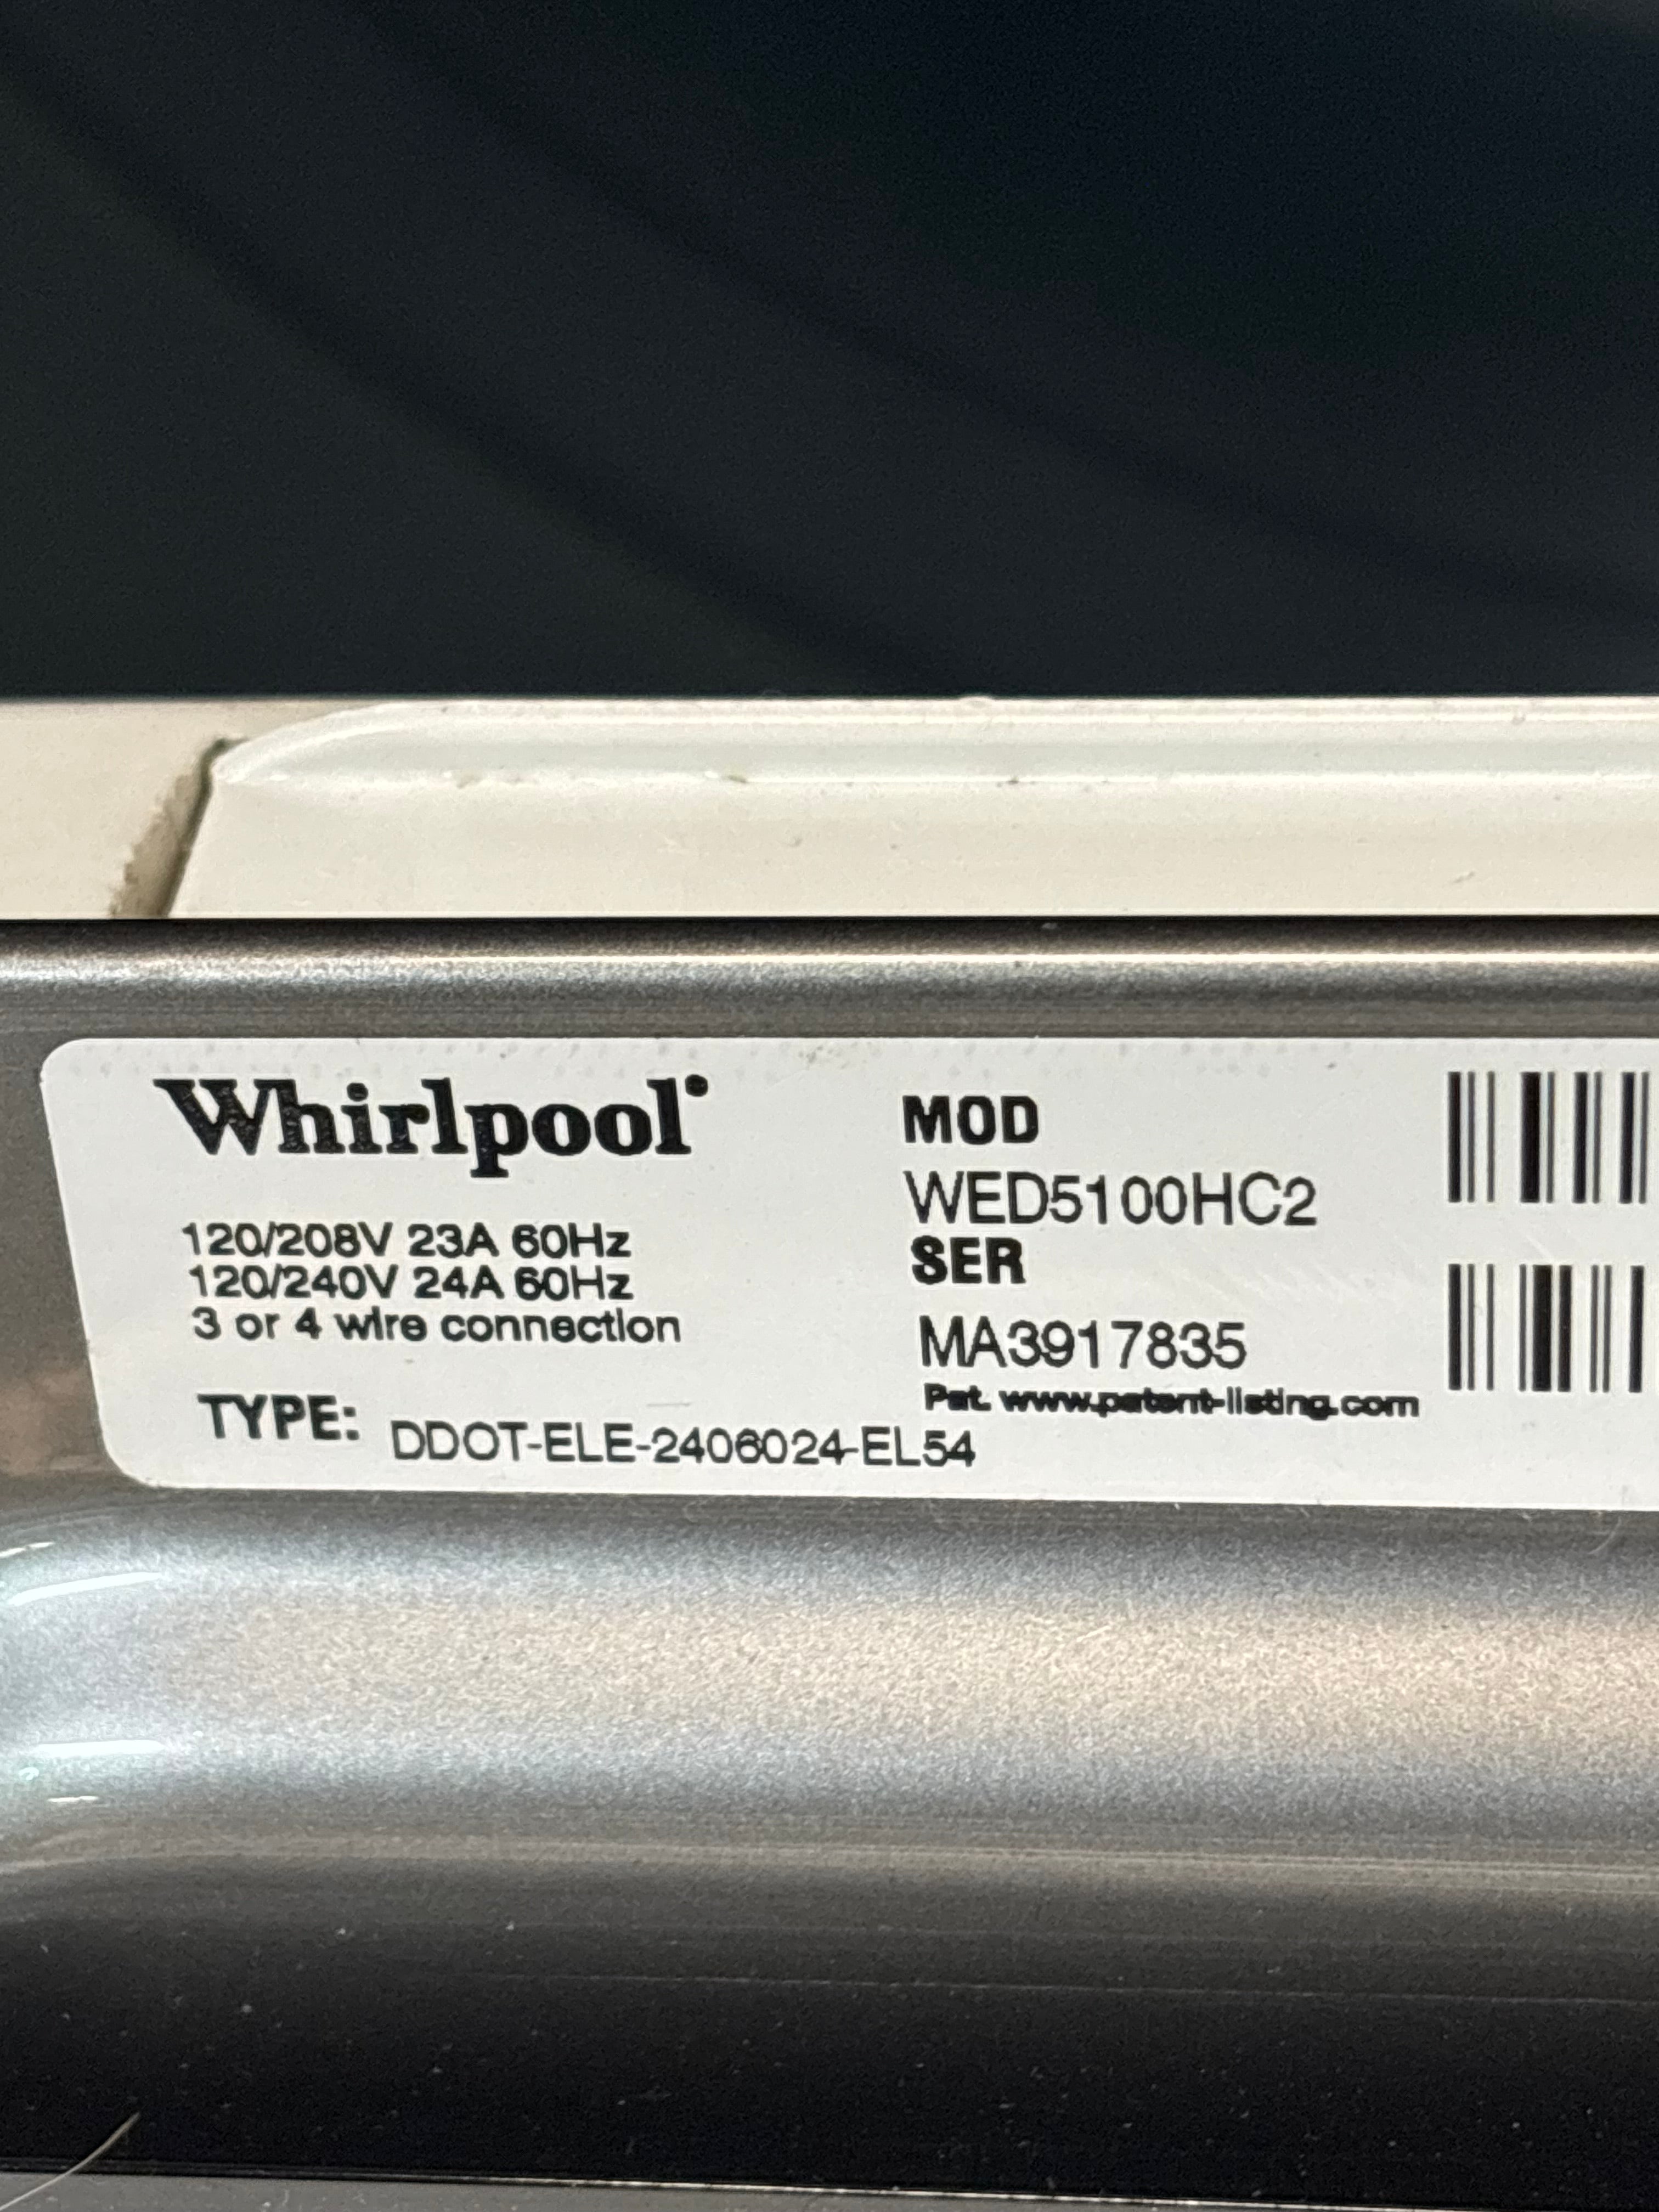 Whirlpool
120/208V 23A 60Hz
120/240V 24A 60Hz
3 or 4 wire connection
TYPE: DDOT-ELE-2406024-EL54
MOD
WED5100HC2
SER
MA3917835
Pat. www.patent-listing.com